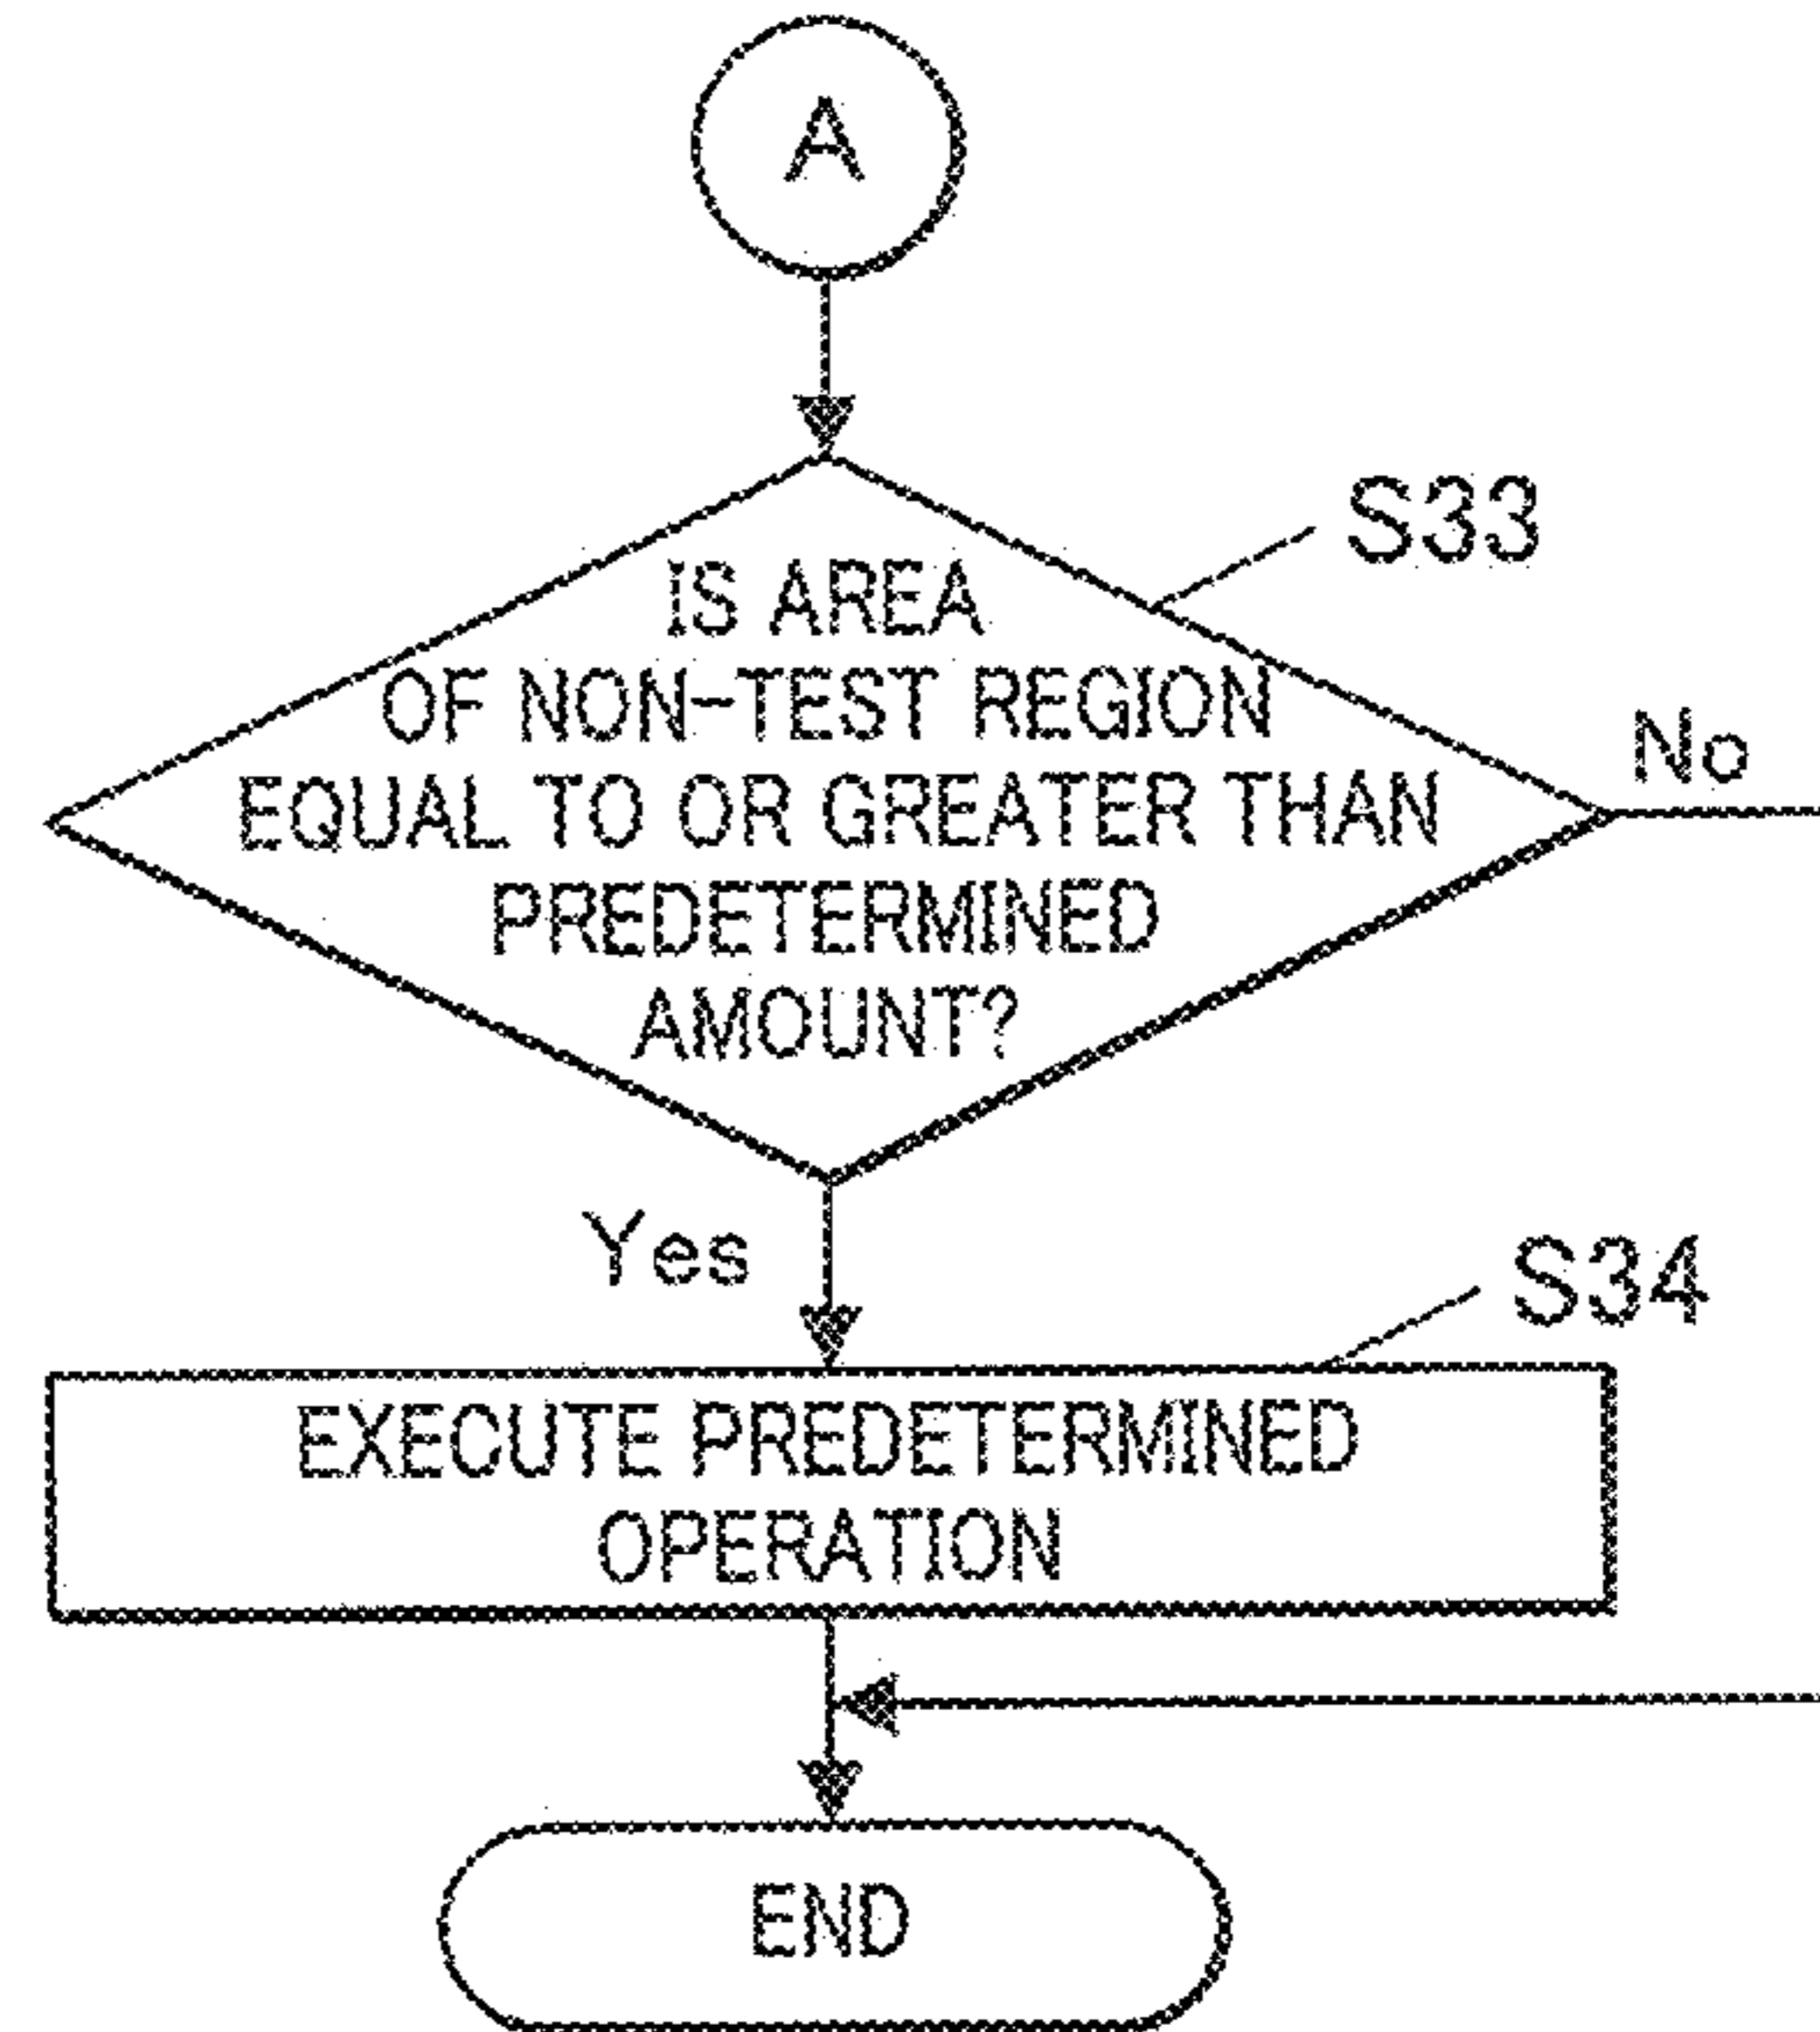 A
S33
IS AREA
OF NON-TEST REGION
EQUAL TO OR GREATER THAN
PREDETERMINED
AMOUNT?
No
Yes
S34
EXECUTE PREDETERMINED
OPERATION
END